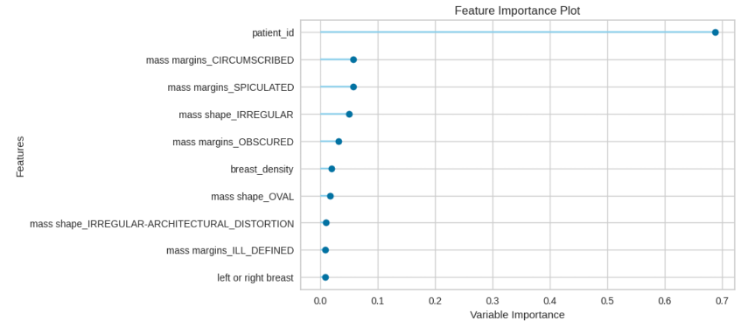 Feature Importance Plot
patient_id
mass margins_CIRCUMSCRIBED
mass margins_SPICULATED
mass shape_IRREGULAR
mass margins_OBSCURED
breast_density
mass shape_OVAL
mass shape_IRREGULAR-ARCHITECTURAL_DISTORTION
mass margins_ILL_DEFINED
left or right breast
Features
0.0 0.1 0.2 0.3 0.4 0.5 0.6 0.7
Variable Importance